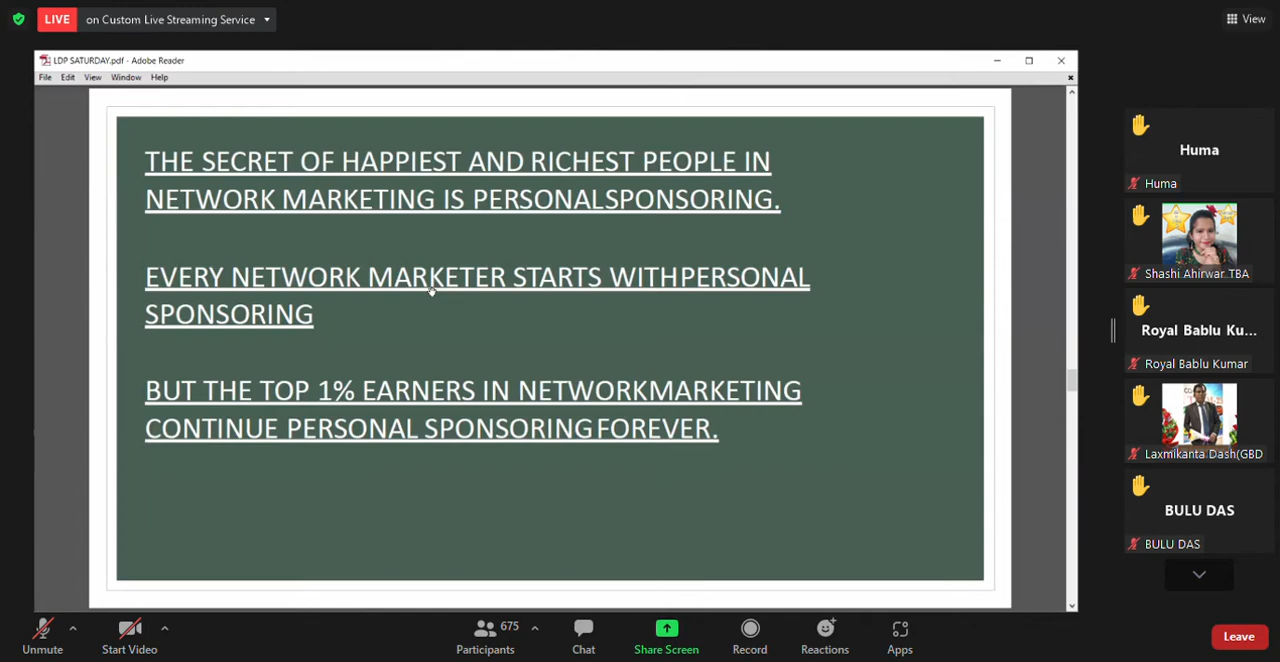 LIVE on Custom Live Streaming Service
View
LDP SATURDAY.pdf - Adobe Reader
File Edit View Window Help
THE SECRET OF HAPPIEST AND RICHEST PEOPLE IN
NETWORK MARKETING IS PERSONALSPONSORING.
EVERY NETWORK MARKETER STARTS WITHPERSONAL
SPONSORING
BUT THE TOP 1% EARNERS IN NETWORKMARKETING
CONTINUE PERSONAL SPONSORINGFOREVER.
Huma
Huma
Shashi Ahirwar TBA
Royal Bablu Ku...
Royal Bablu Kumar
Laxmikanta Dash(GBD
BULU DAS
BULU DAS
Unmute
Start Video
675
Participants
Chat
Share Screen
Record
Reactions
Apps
Leave